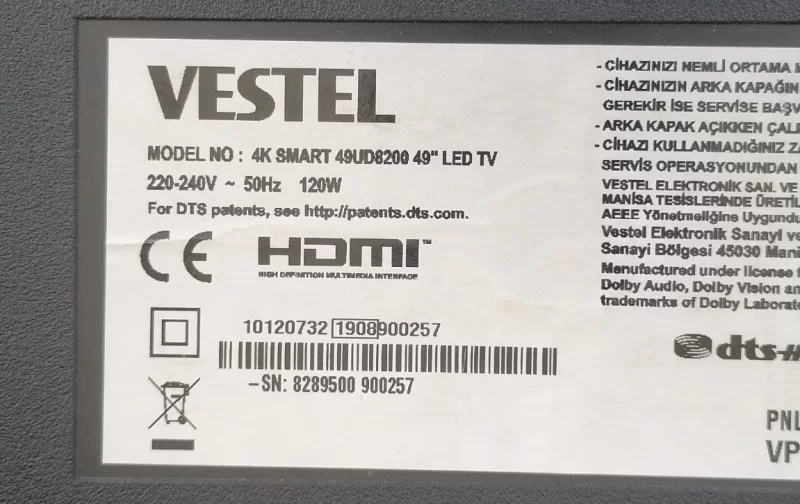 VESTEL
MODEL NO : 4K SMART 49UD8200 49" LED TV
220-240V ~ 50Hz 120W
For DTS patents, see http://patents.dts.com.
CE HDMI™
HIGH DEFINITION MULTIMEDIA INTERFACE
10120732 1908900257
-SN: 8289500 900257
- CİHAZINIZI NEMLİ ORTAMA
- CİHAZINIZIN ARKA KAPAĞIN
GEREKİR İSE SERVİSE BAŞV
- ARKA KAPAK AÇIKKEN ÇALI
- CİHAZI KULLANMADIĞINIZ ZA
SERVİS OPERASYONUNDAN
VESTEL ELEKTRONİK SAN. VE
MANİSA TESİSLERİNDE ÜRETİL
AEEE Yönetmeliğine Uygundu
Vestel Elektronik Sanayi ve
Sanayi Bölgesi 45030 Mani
Manufactured under license
Dolby Audio, Dolby Vision an
trademarks of Dolby Laborato
dts-H
PNL
VP